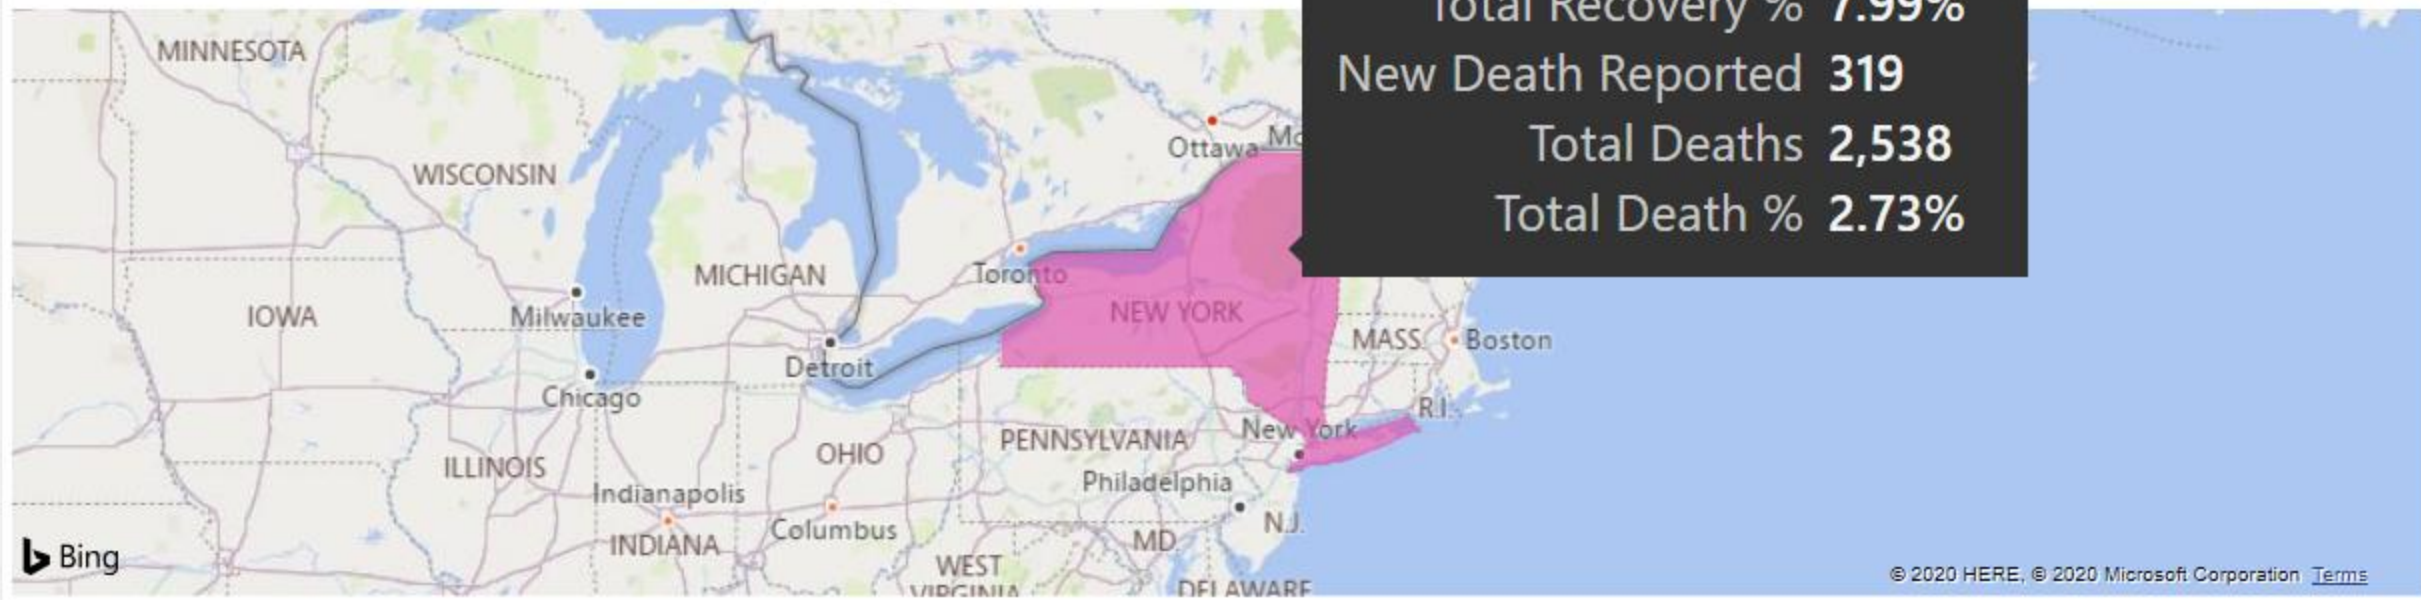 Total Recovery % 7.99%
New Death Reported 319
Total Deaths 2,538
Total Death % 2.73%
MINNESOTA
Ottawa
WISCONSIN
MICHIGAN
Toronto
IOWA
Milwaukee
NEW YORK
MASS.
Boston
Detroit
Chicago
R.I.
New York
PENNSYLVANIA
OHIO
ILLINOIS
Philadelphia
Indianapolis
Columbus
N.J.
INDIANA
MD
WEST
VIRGINIA
DELAWARE
Bing
© 2020 HERE, © 2020 Microsoft Corporation Terms